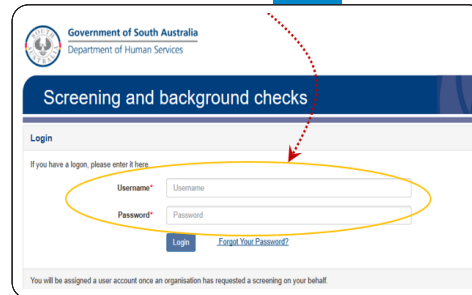 Government of South Australia
Department of Human Services
Screening and background checks
Login
If you have a logon, please enter it here.
Username* Username
Password* Password
Login Forgot Your Password?
You will be assigned a user account once an organisation has requested a screening on your behalf.